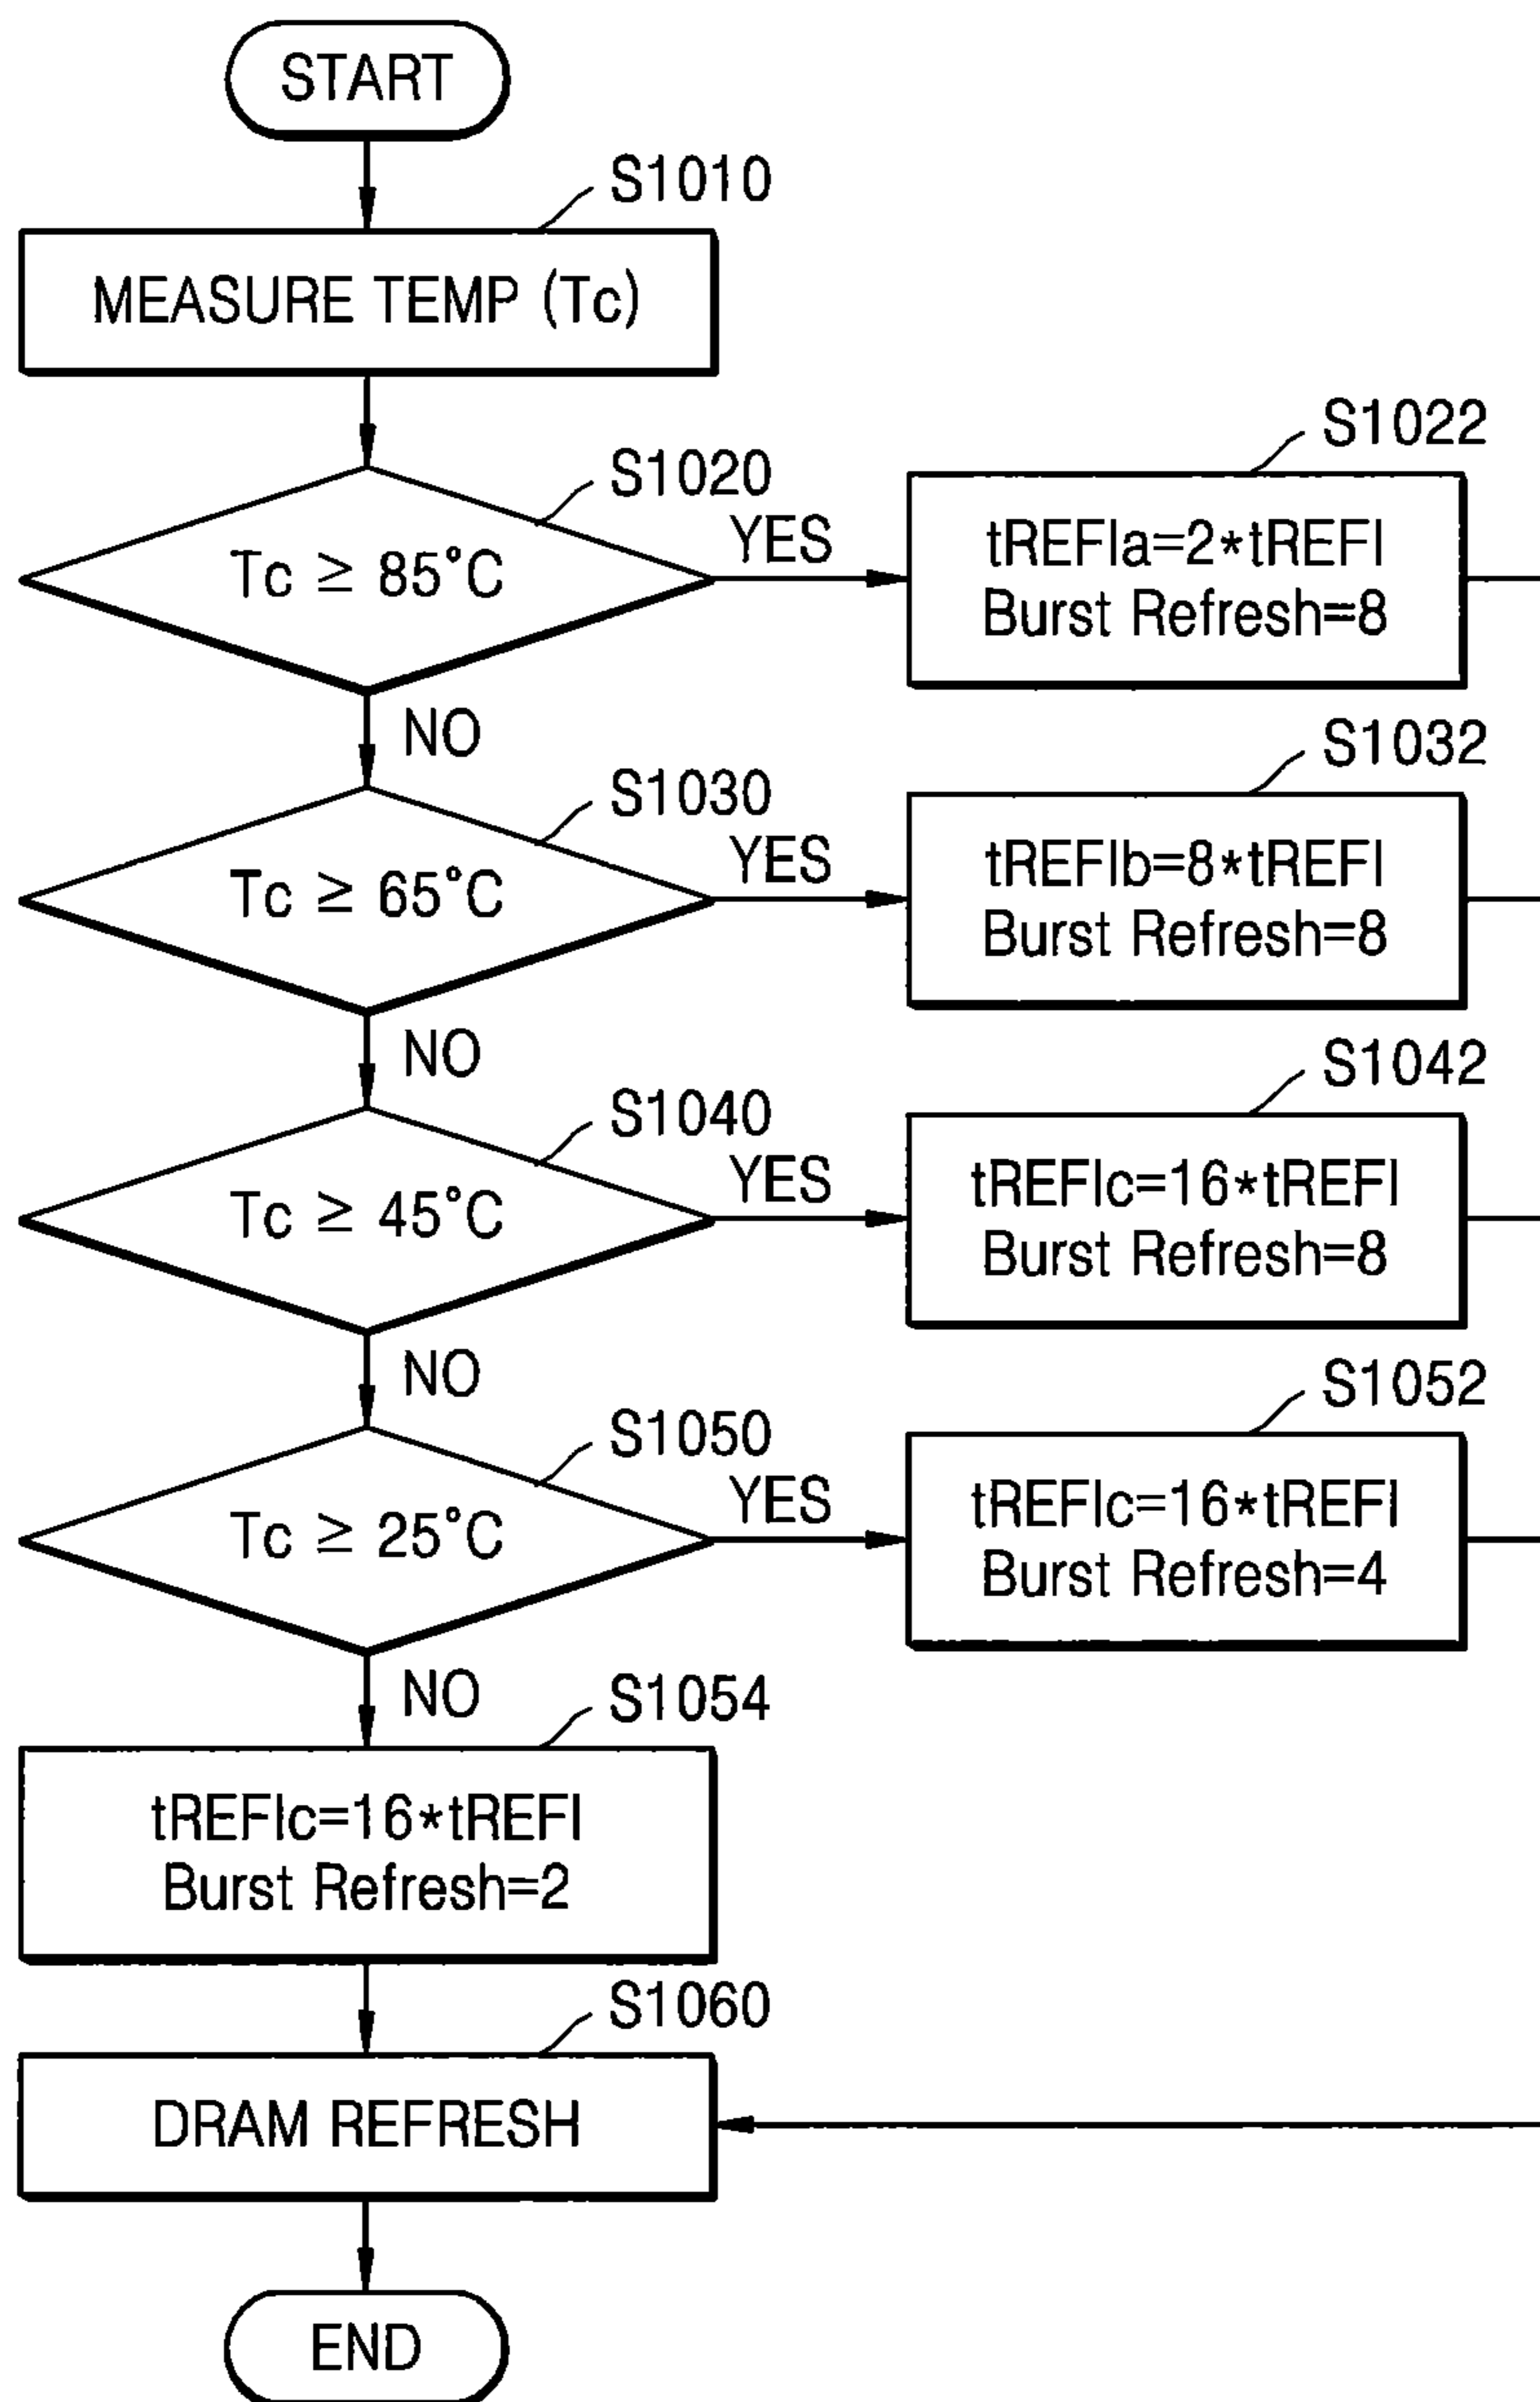 START
S1010
MEASURE TEMP (Tc)
S1020
Tc ≥ 85°C
YES
S1022
tREFIa=2*tREFI
Burst Refresh=8
NO
S1030
Tc ≥ 65°C
YES
S1032
tREFIb=8*tREFI
Burst Refresh=8
NO
S1040
Tc ≥ 45°C
YES
S1042
tREFIc=16*tREFI
Burst Refresh=8
NO
S1050
Tc ≥ 25°C
YES
S1052
tREFIc=16*tREFI
Burst Refresh=4
NO
S1054
tREFIc=16*tREFI
Burst Refresh=2
S1060
DRAM REFRESH
END